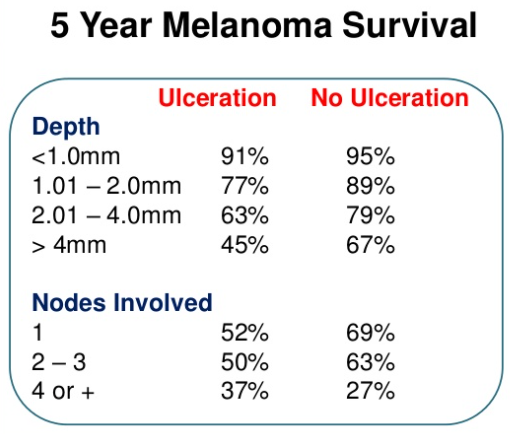 5 Year Melanoma Survival
Ulceration No Ulceration
Depth
<1.0mm 91% 95%
1.01 – 2.0mm 77% 89%
2.01 – 4.0mm 63% 79%
> 4mm 45% 67%
Nodes Involved
1 52% 69%
2 – 3 50% 63%
4 or + 37% 27%